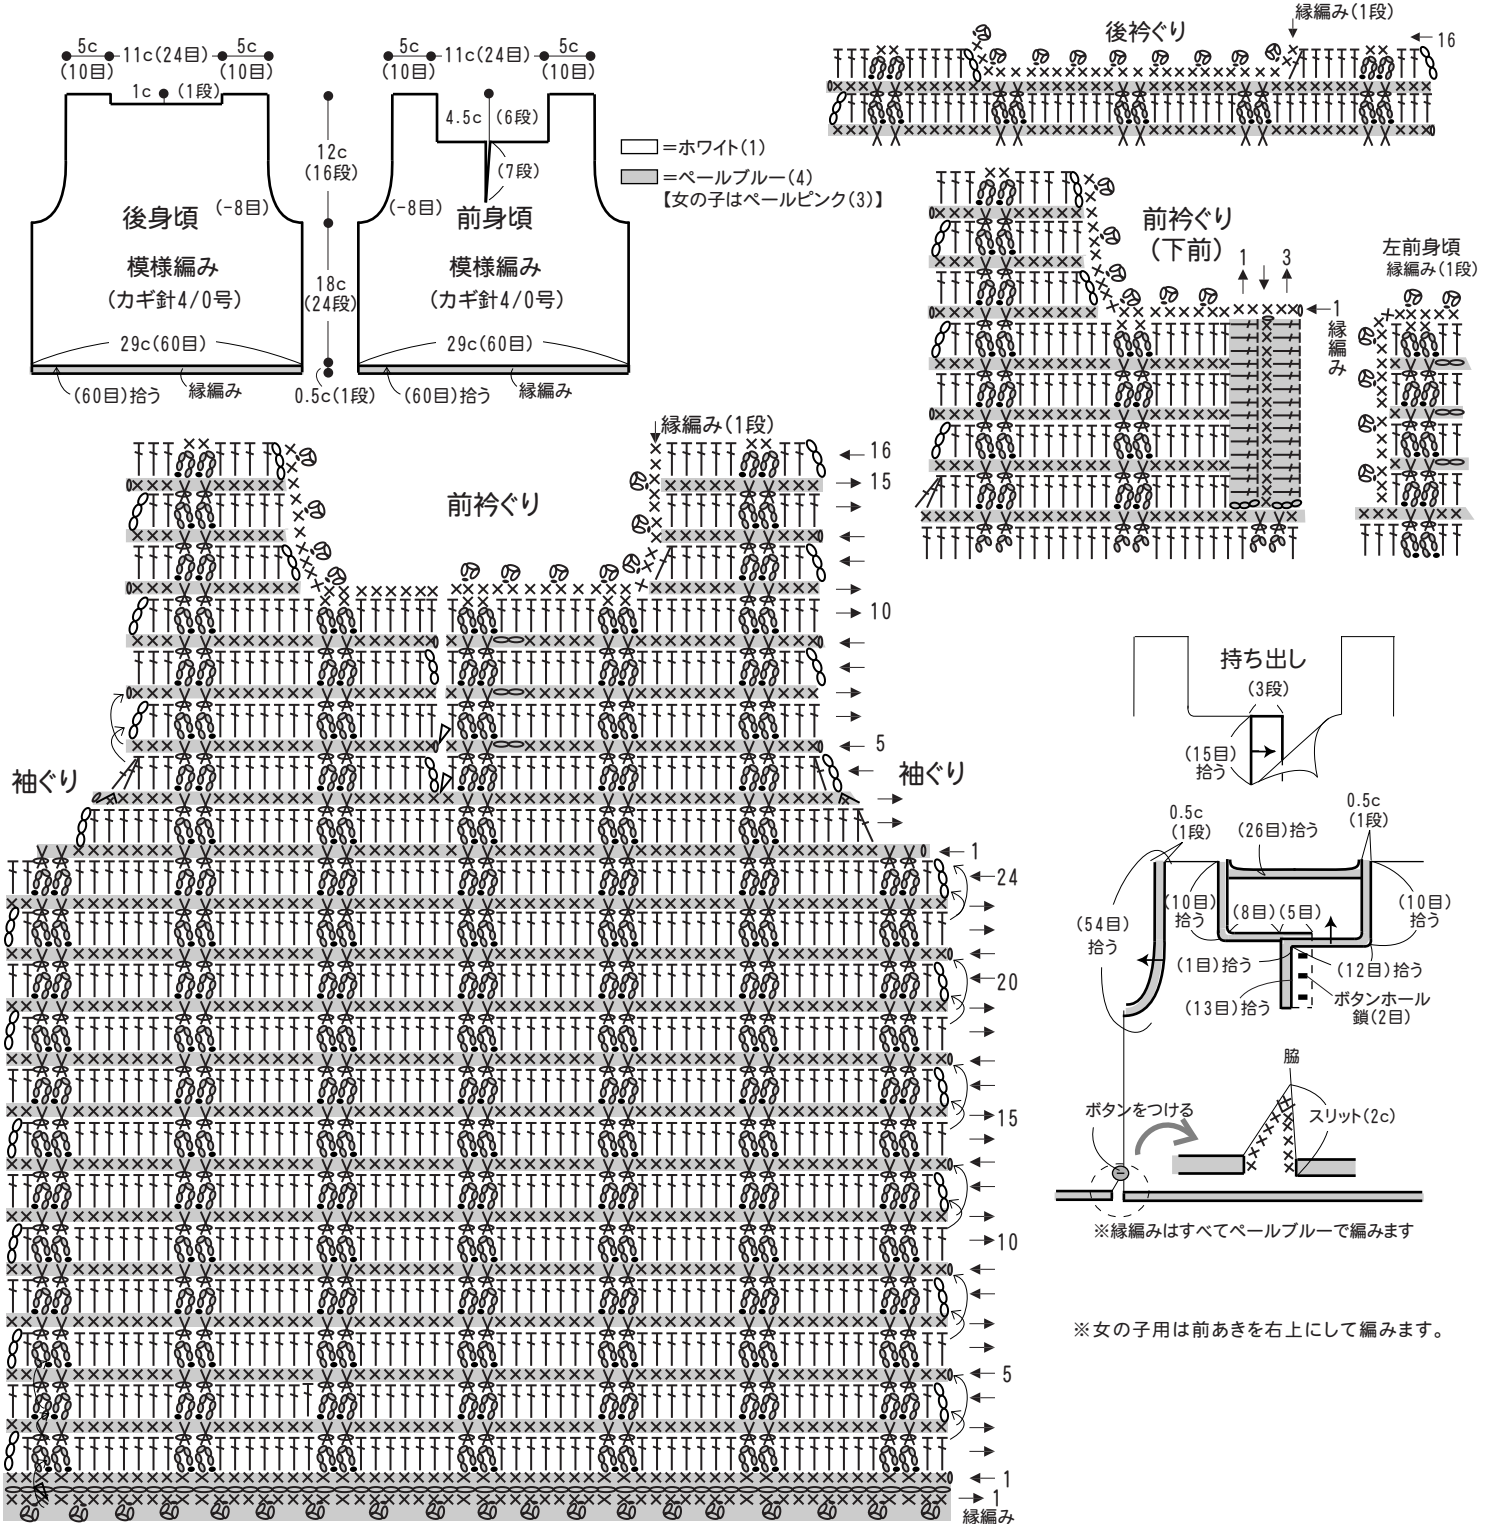 5c
11c(24目)
5c
(10目)
(10目)
1c (1段)
後身頃
(-8目)
模様編み
(カギ針4/0号)
29c(60目)
(60目)拾う
縁編み
12c
(16段)
18c
(24段)
0.5c(1段)
5c
11c(24目)
5c
(10目)
(10目)
4.5c (6段)
(7段)
(-8目)
前身頃
模様編み
(カギ針4/0号)
29c(60目)
(60目)拾う
縁編み
=ホワイト(1)
=ペールブルー(4)
【女の子はペールピンク(3)】
後衿ぐり
縁編み(1段)
16
前衿ぐり
(下前)
1
3
1
縁編み
左前身頃
縁編み(1段)
縁編み(1段)
前衿ぐり
16
15
10
5
袖ぐり
袖ぐり
1
24
20
15
10
5
1
1
縁編み
持ち出し
(3段)
(15目)
拾う
0.5c
(1段)
(26目)拾う
0.5c
(1段)
(54目)
拾う
(10目)
拾う
(8目)(5目)
(10目)
拾う
(1目)拾う
(12目)拾う
(13目)拾う
ボタンホール
鎖(2目)
脇
ボタンをつける
スリット(2c)
※縁編みはすべてペールブルーで編みます
※女の子用は前あきを右上にして編みます。